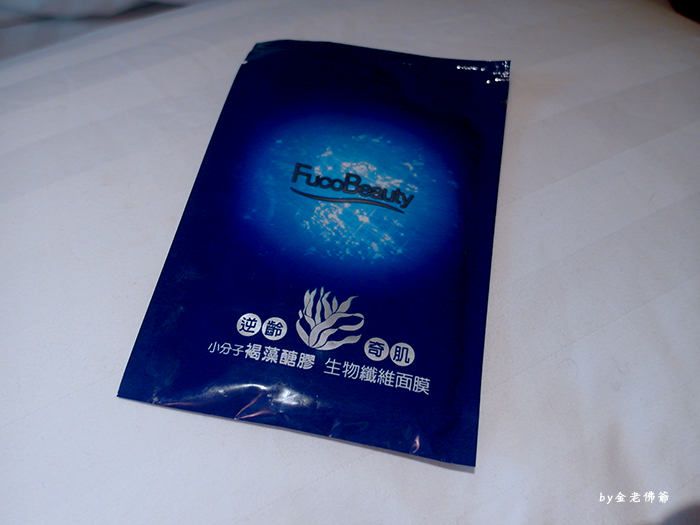 FucoBeauty
逆齡 奇肌
小分子褐藻醣膠 生物纖維面膜
by金老佛爺